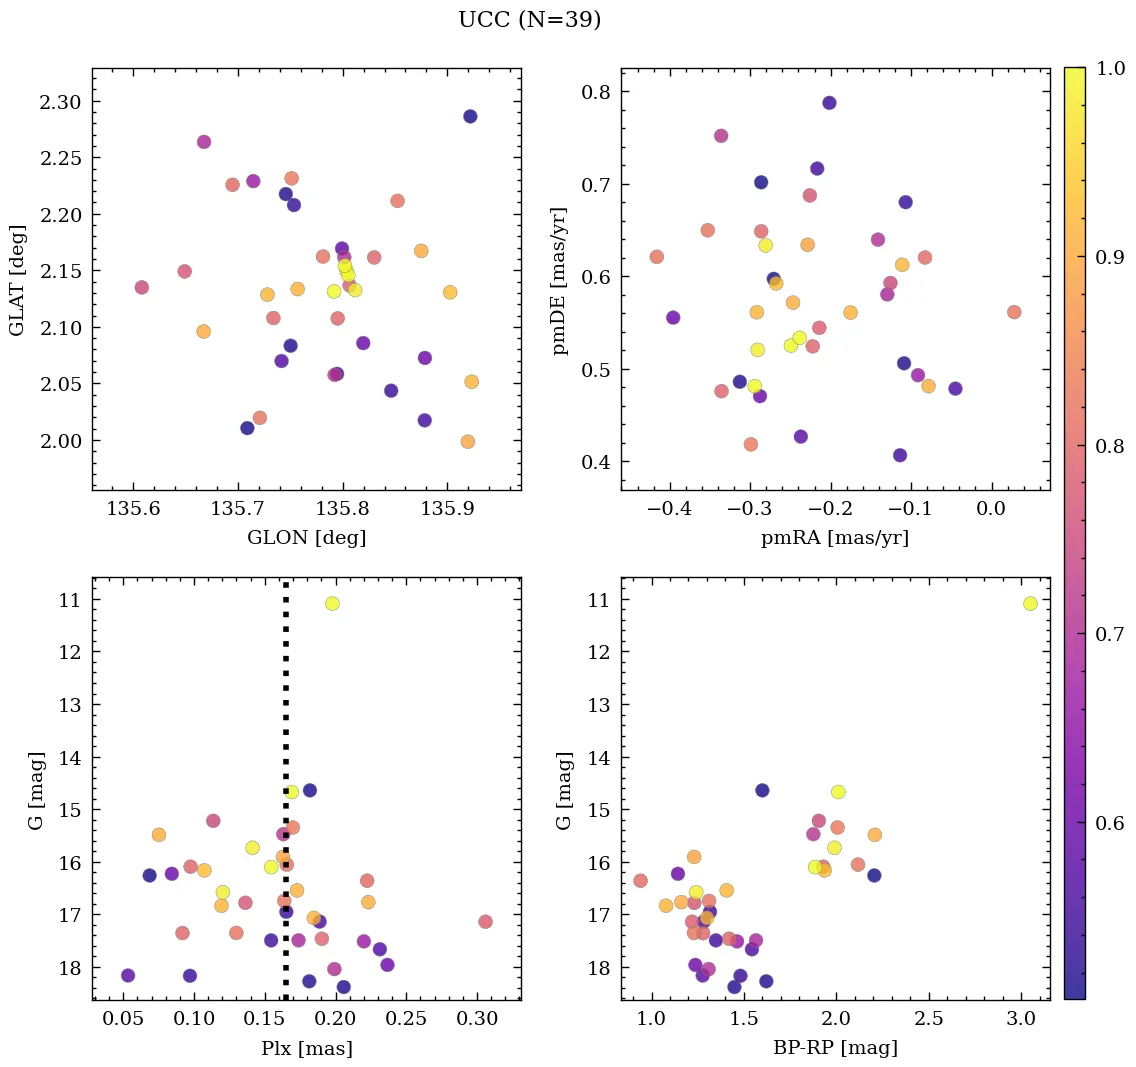 UCC (N=39)
2.30
2.25
2.20
2.15
2.10
2.05
2.00
GLAT [deg]
135.6 135.7 135.8 135.9
GLON [deg]
0.8
0.7
0.6
0.5
0.4
pmDE [mas/yr]
−0.4 −0.3 −0.2 −0.1 0.0
pmRA [mas/yr]
1.0
0.9
0.8
0.7
0.6
11
12
13
14
15
16
17
18
G [mag]
0.05 0.10 0.15 0.20 0.25 0.30
Plx [mas]
11
12
13
14
15
16
17
18
G [mag]
1.0 1.5 2.0 2.5 3.0
BP-RP [mag]